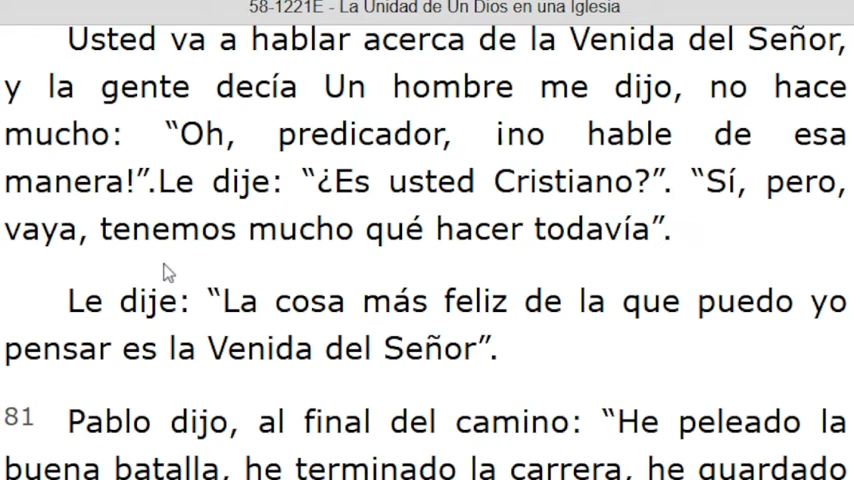 58-1221E - La Unidad de Un Dios en una Iglesia
Usted va a hablar acerca de la Venida del Señor,
y la gente decía Un hombre me dijo, no hace
mucho: “Oh, predicador, ¡no hable de esa
manera!”.Le dije: “¿Es usted Cristiano?”. “Sí, pero,
vaya, tenemos mucho qué hacer todavía”.
Le dije: “La cosa más feliz de la que puedo yo
pensar es la Venida del Señor”.
81 Pablo dijo, al final del camino: “He peleado la
buena batalla, he terminado la carrera, he guardado